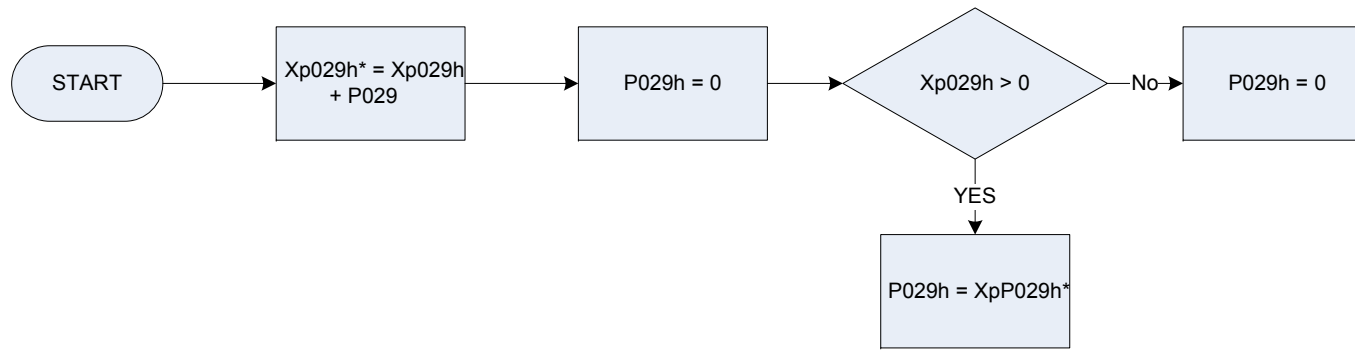 START
Xp029h* = Xp029h
+ P029
P029h = 0
Xp029h > 0
No
P029h = 0
YES
P029h = XpP029h*